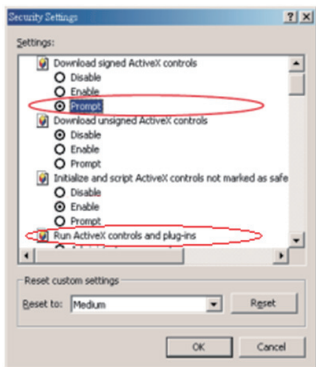 Security Settings
Settings:
Download signed ActiveX controls
Disable
Enable
Prompt
Download unsigned ActiveX controls
Disable
Enable
Prompt
Initialize and script ActiveX controls not marked as safe
Disable
Enable
Prompt
Run ActiveX controls and plug-ins
Reset custom settings
Reset to: Medium Reset
OK Cancel